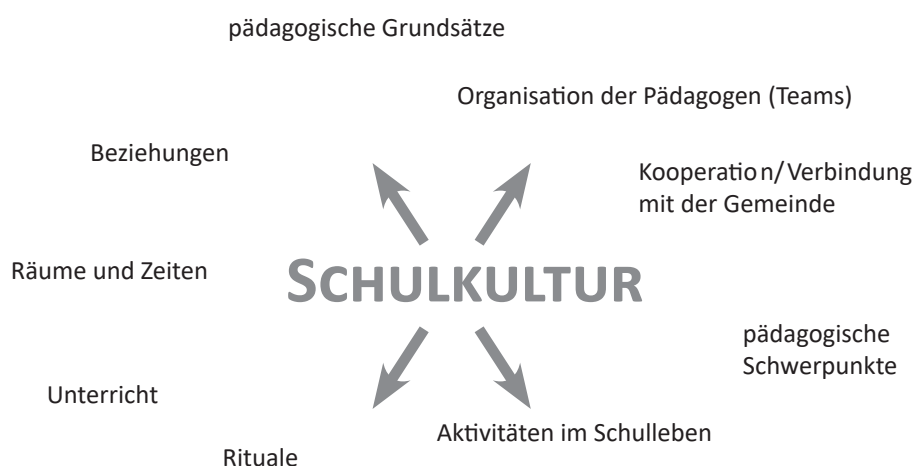 pädagogische Grundsätze
Organisation der Pädagogen (Teams)
Beziehungen
Kooperation/Verbindung
mit der Gemeinde
Räume und Zeiten
SCHULKULTUR
pädagogische
Schwerpunkte
Unterricht
Aktivitäten im Schulleben
Rituale